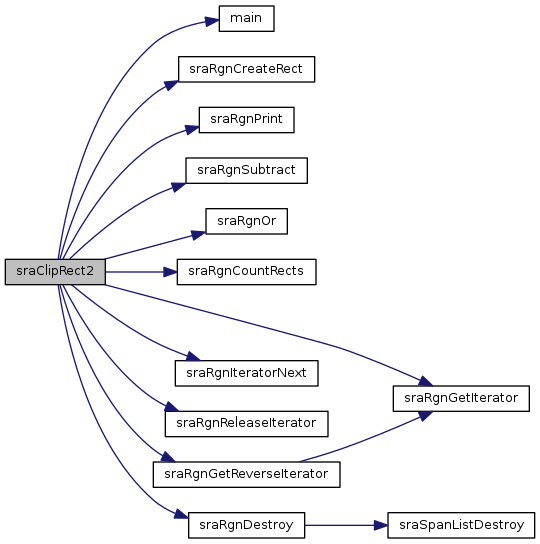 main
sraRgnCreateRect
sraRgnPrint
sraRgnSubtract
sraRgnOr
sraClipRect2
sraRgnCountRects
sraRgnIteratorNext
sraRgnGetIterator
sraRgnReleaseIterator
sraRgnGetReverseIterator
sraRgnDestroy
sraSpanListDestroy